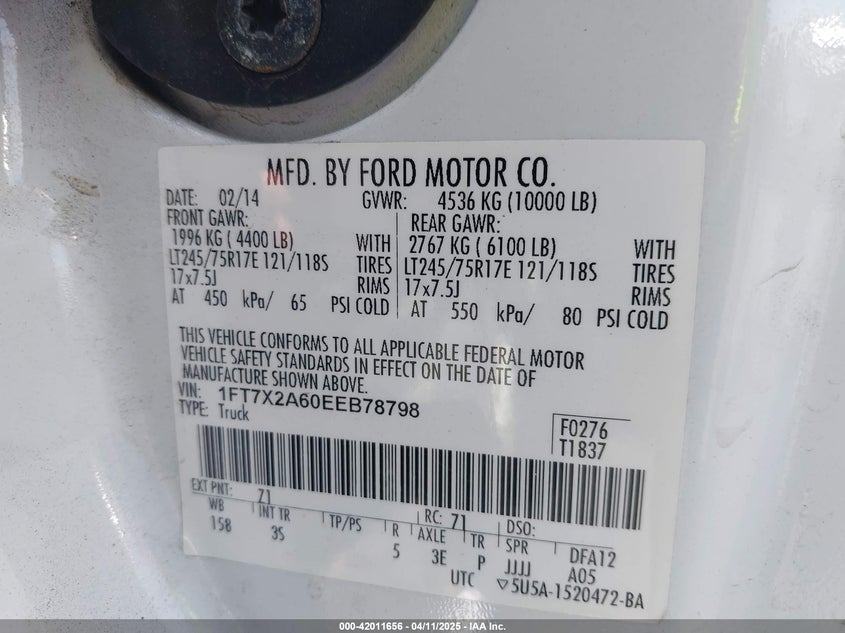 MFD. BY FORD MOTOR CO.
DATE: 02/14 GVWR: 4536 KG (10000 LB)
FRONT GAWR: REAR GAWR:
1996 KG ( 4400 LB) WITH 2767 KG ( 6100 LB) WITH
LT245/75R17E 121/118S TIRES LT245/75R17E 121/118S TIRES
17x7.5J RIMS 17x7.5J RIMS
AT 450 kPa/ 65 PSI COLD AT 550 kPa/ 80 PSI COLD
THIS VEHICLE CONFORMS TO ALL APPLICABLE FEDERAL MOTOR
VEHICLE SAFETY STANDARDS IN EFFECT ON THE DATE OF
MANUFACTURE SHOWN ABOVE.
VIN: 1FT7X2A60EEB78798
TYPE: Truck
F0276
T1837
EXT PNT: Z1 RC: 71 DSO:
WB INT TR TP/PS R AXLE TR SPR DFA12
158 3S 5 3E P JJJJ A05
UTC ▽5U5A-1520472-BA
000-42011656 | 04/11/2025 - © IAA Inc.